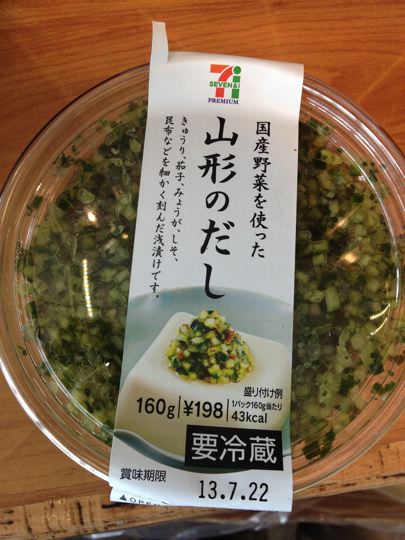 SEVEN&i
PREMIUM
国産野菜を使った
山形のだし
きゅうり、茄子、みょうが、しそ、
昆布などを細かく刻んだ浅漬けです。
盛り付け例
160g ¥198 1パック160g当たり
43kcal
要冷蔵
賞味期限 13.7.22
▲OPEN